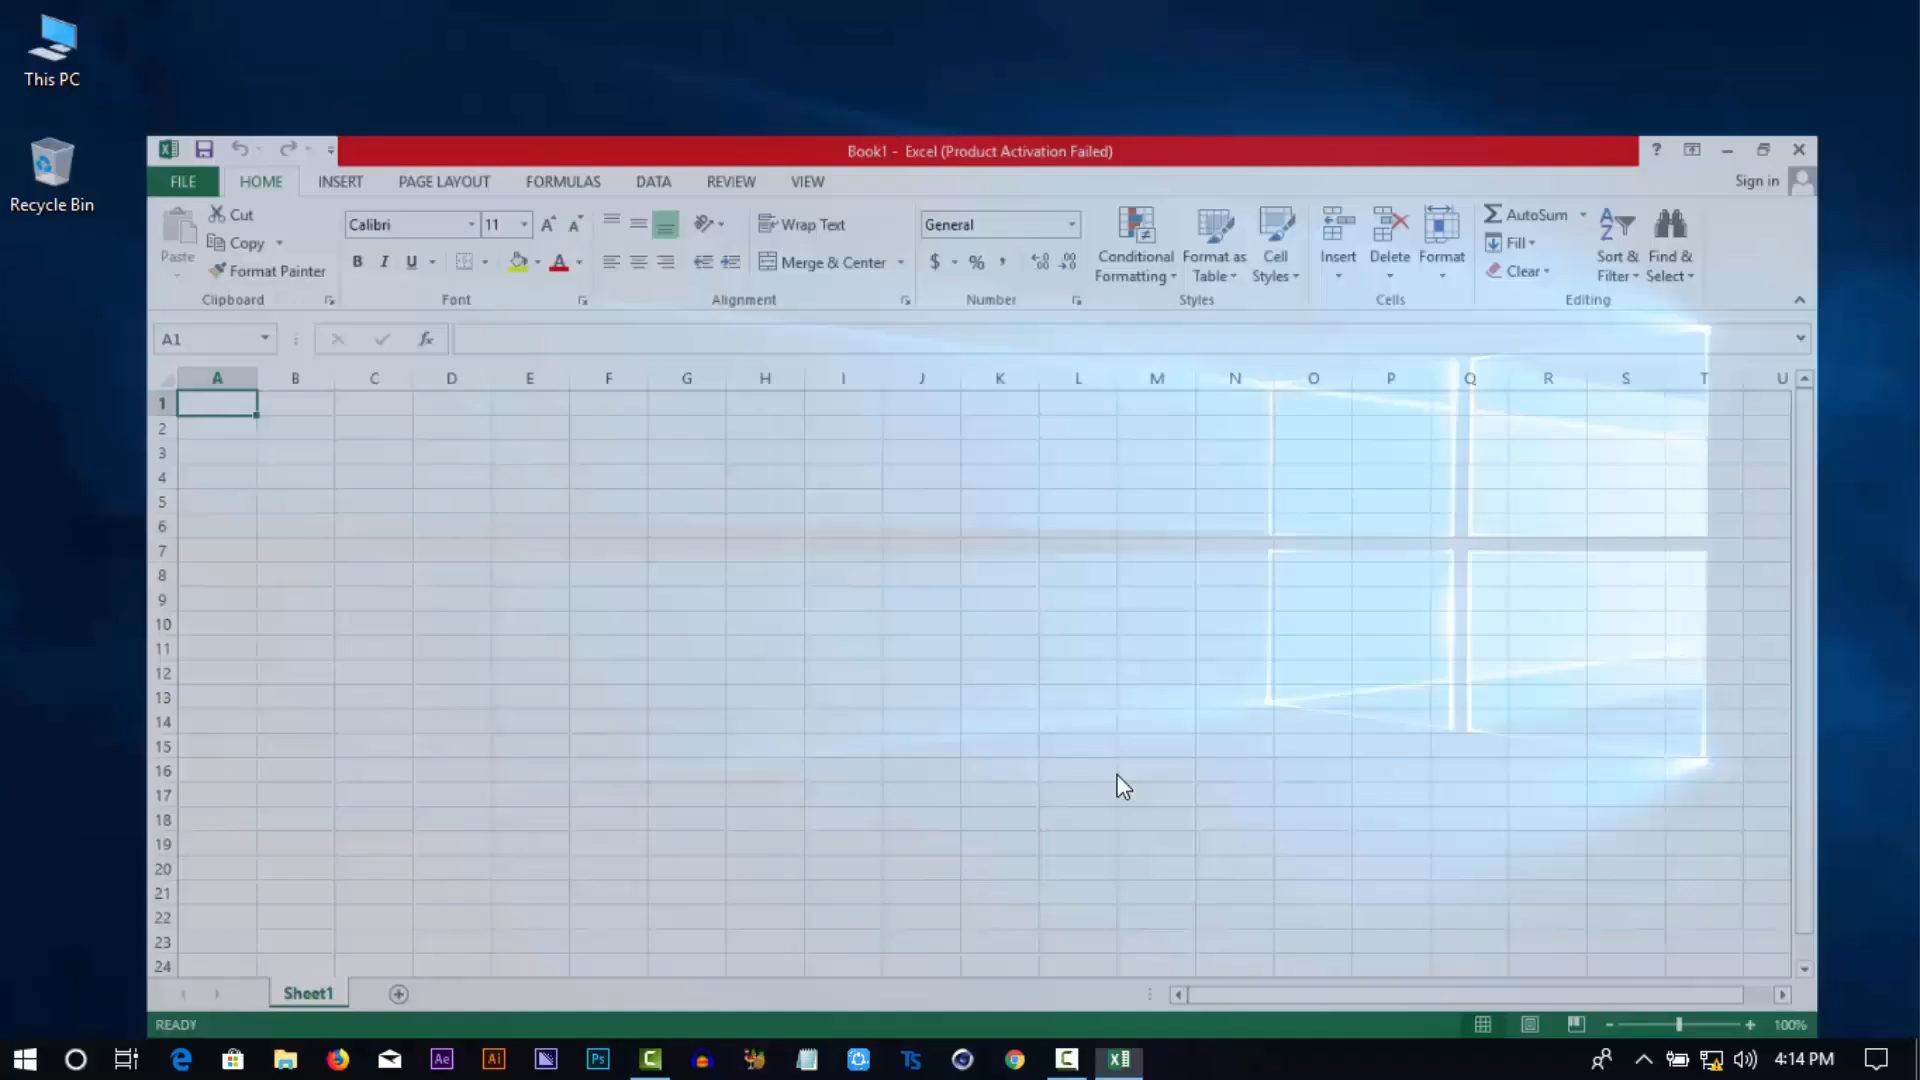 This PC
Recycle Bin
Book1 - Excel (Product Activation Failed)
?
FILE HOME INSERT PAGE LAYOUT FORMULAS DATA REVIEW VIEW Sign in
Paste
Cut
Copy
Format Painter
Clipboard
Calibri 11
B I U A
Font
Wrap Text
Merge & Center
Alignment
General
$ % ,
Number
Conditional Formatting
Format as Table
Cell Styles
Styles
Insert Delete Format
Cells
AutoSum
Fill
Clear
Sort & Filter
Find & Select
Editing
A1 fx
A B C D E F G H I J K L M N O P Q R S T U
1
2
3
4
5
6
7
8
9
10
11
12
13
14
15
16
17
18
19
20
21
22
23
24
Sheet1
READY 100%
Ae Ai Ps TS 4:14 PM